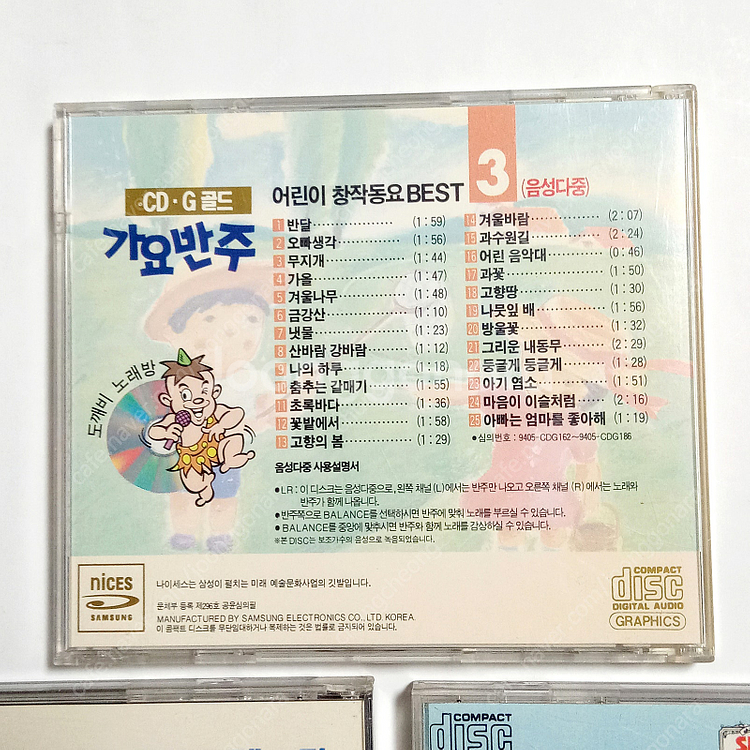 CD·G 골드
가요반주
도깨비 노래방
어린이 창작동요 BEST 3 (음성다중)
1 반달 (1:59)
2 오빠생각 (1:56)
3 무지개 (1:44)
4 가을 (1:47)
5 겨울나무 (1:48)
6 금강산 (1:10)
7 냇물 (1:23)
8 산바람 강바람 (1:12)
9 나의 하루 (1:18)
10 춤추는 갈매기 (1:55)
11 초록바다 (1:36)
12 꽃밭에서 (1:58)
13 고향의 봄 (1:29)
14 겨울바람 (2:07)
15 과수원길 (2:24)
16 어린 음악대 (0:46)
17 과꽃 (1:50)
18 고향땅 (1:30)
19 나뭇잎 배 (1:56)
20 방울꽃 (1:32)
21 그리운 내동무 (2:29)
22 둥글게 둥글게 (1:28)
23 아기 염소 (1:51)
24 마음이 이슬처럼 (2:16)
25 아빠는 엄마를 좋아해 (1:19)
●심의번호: 9405-CDG162~9405-CDG186
음성다중 사용설명서
●LR : 이 디스크는 음성다중으로, 왼쪽 채널 (L)에서는 반주만 나오고 오른쪽 채널 (R)에서는 노래와
반주가 함께 나옵니다.
●반주쪽으로 BALANCE를 선택하시면 반주에 맞춰 노래를 부르실 수 있습니다.
●BALANCE를 중앙에 맞추시면 반주와 함께 노래를 감상하실 수 있습니다.
※본 DISC는 보조가수의 음성으로 녹음되었습니다.
nices
SAMSUNG
나이세스는 삼성이 펼치는 미래 예술문화사업의 깃발입니다.
문체부 등록 제296호 공윤심의필
MANUFACTURED BY SAMSUNG ELECTRONICS CO., LTD. KOREA.
이 콤팩트 디스크를 무단임대하거나 복제하는 것은 법률로 금지되어 있습니다.
COMPACT
disc
DIGITAL AUDIO
GRAPHICS
COMPACT
disc